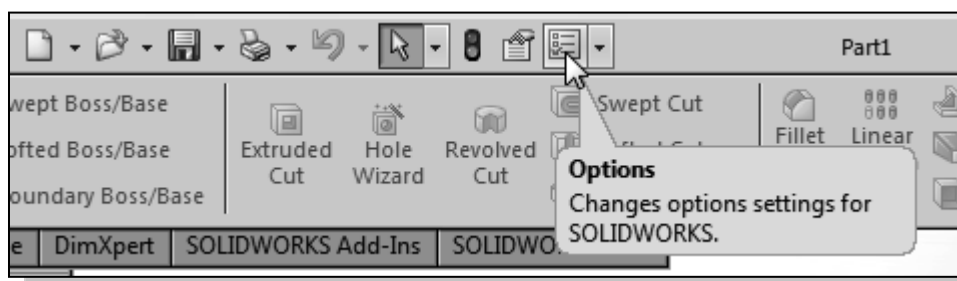 Part1
wept Boss/Base
Swept Cut
ofted Boss/Base
Extruded Cut
Hole Wizard
Revolved Cut
Fillet
Linear
oundary Boss/Base
Options
Changes options settings for
SOLIDWORKS.
e
DimXpert
SOLIDWORKS Add-Ins
SOLIDWO